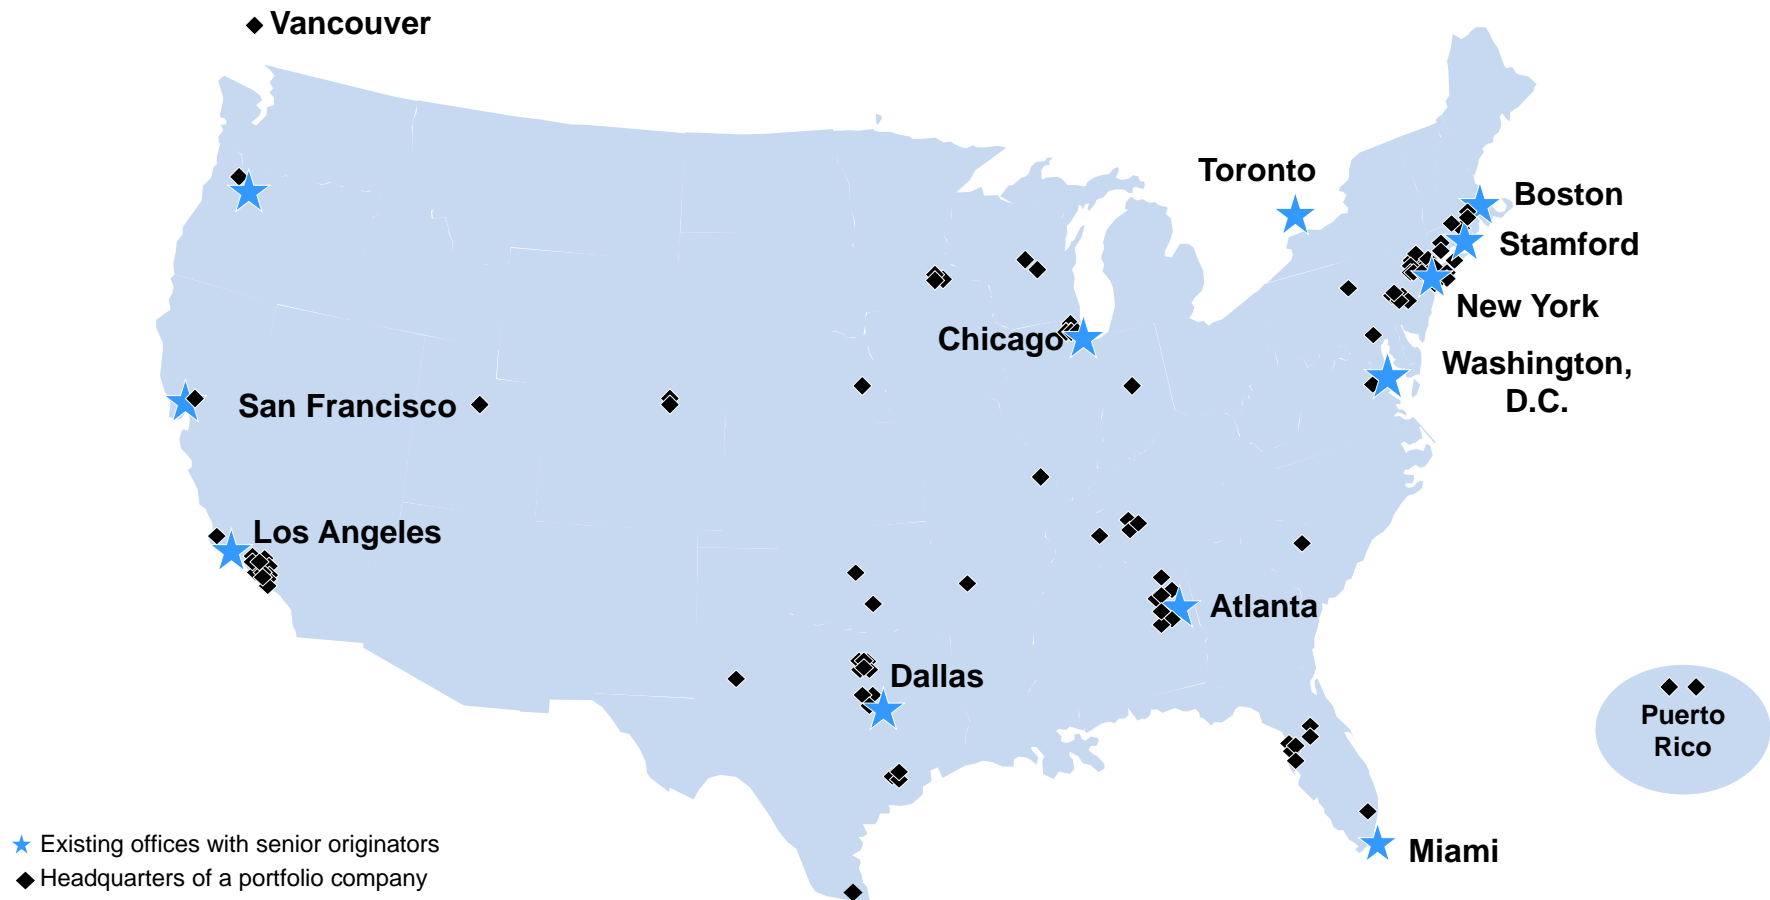 Vancouver
Toronto
Boston
Stamford
New York
Chicago
Washington,
D.C.
San Francisco
Los Angeles
Atlanta
Dallas
Puerto
Rico
Miami
Existing offices with senior originators
Headquarters of a portfolio company